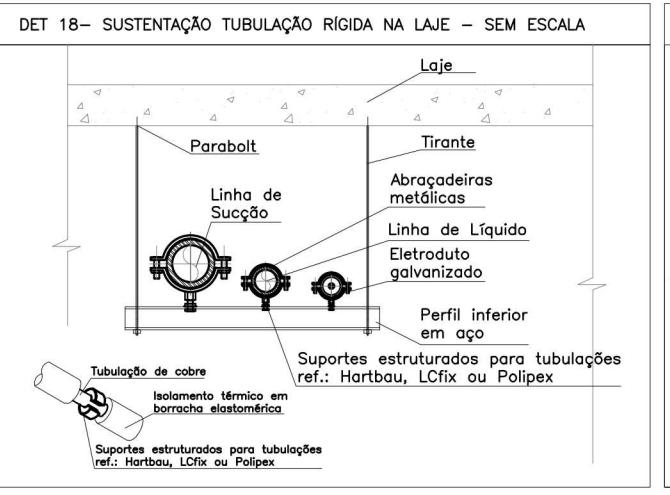 DET 18- SUSTENTAÇÃO TUBULAÇÃO RÍGIDA NA LAJE - SEM ESCALA
Laje
Parabolt
Tirante
Linha de
Sucção
Abraçadeiras
metálicas
Linha de Líquido
Eletroduto
galvanizado
Perfil inferior
em aço
Suportes estruturados para tubulações
ref.: Hartbau, LCfix ou Polipex
Tubulação de cobre
Isolamento térmico em
borracha elastomérica
Suportes estruturados para tubulações
ref.: Hartbau, LCfix ou Polipex